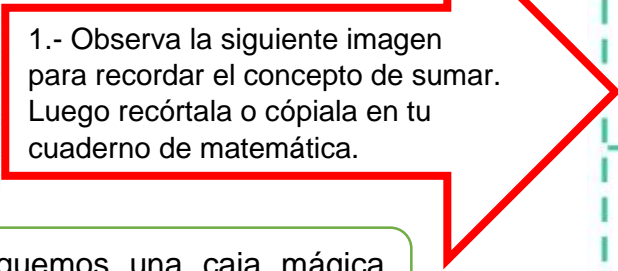 1.- Observa la siguiente imagen
para recordar el concepto de sumar.
Luego recórtala o cópiala en tu
cuaderno de matemática.
una caja mágica